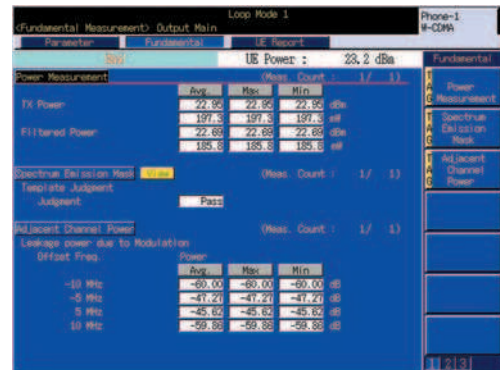 Loop Mode 1
<Fundamental Measurement> Output Main
Phone-1
W-CDMA
Parameter Fundamental UE Report
End UE Power : 23.2 dBm
Fundamental
Power Measurement (Meas. Count : 1/ 1)
Avg. Max Min
TX Power 22.95 22.95 22.95 dBm
197.3 197.3 197.3 mW
Filtered Power 22.69 22.69 22.69 dBm
185.8 185.8 185.8 mW
Spectrum Emission Mask View (Meas. Count : 1/ 1)
Template Judgment
Judgment Pass
Adjacent Channel Power (Meas. Count : 1/ 1)
Leakage power due to Modulation
Offset Freq. Power
Avg. Max Min
-10 MHz -60.00 -60.00 -60.00 dB
-5 MHz -47.27 -47.27 -47.27 dB
5 MHz -45.62 -45.62 -45.62 dB
10 MHz -59.86 -59.86 -59.86 dB
TAG
Power
Measurement
TAG
Spectrum
Emission
Mask
TAG
Adjacent
Channel
Power
1 2 3